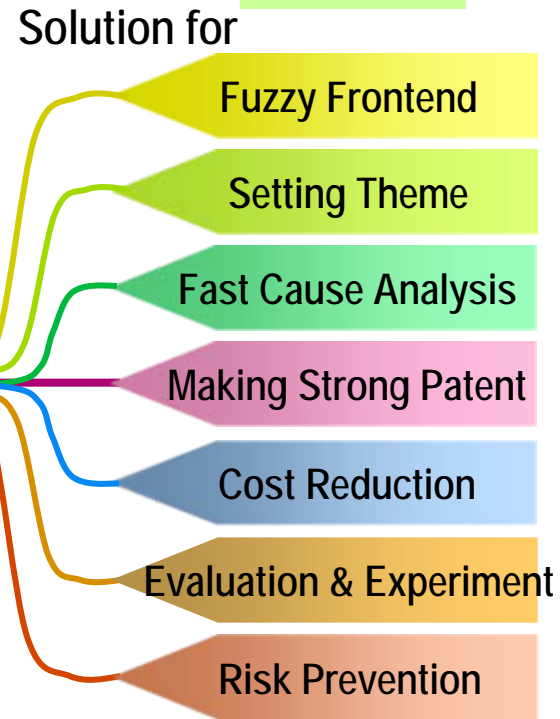 Solution for
Fuzzy Frontend
Setting Theme
Fast Cause Analysis
Making Strong Patent
Cost Reduction
Evaluation & Experiment
Risk Prevention